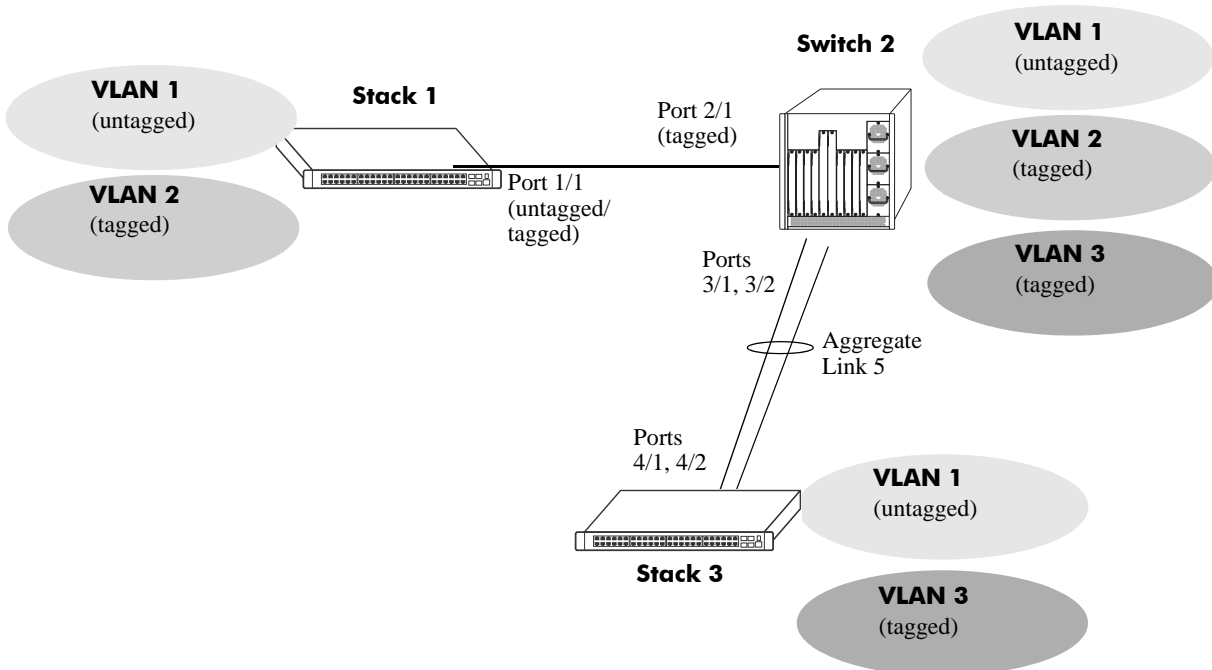 VLAN 1
(untagged)
VLAN 2
(tagged)
Stack 1
Port 1/1
(untagged/
tagged)
Port 2/1
(tagged)
Switch 2
VLAN 1
(untagged)
VLAN 2
(tagged)
VLAN 3
(tagged)
Ports
3/1, 3/2
Aggregate
Link 5
Ports
4/1, 4/2
Stack 3
VLAN 1
(untagged)
VLAN 3
(tagged)